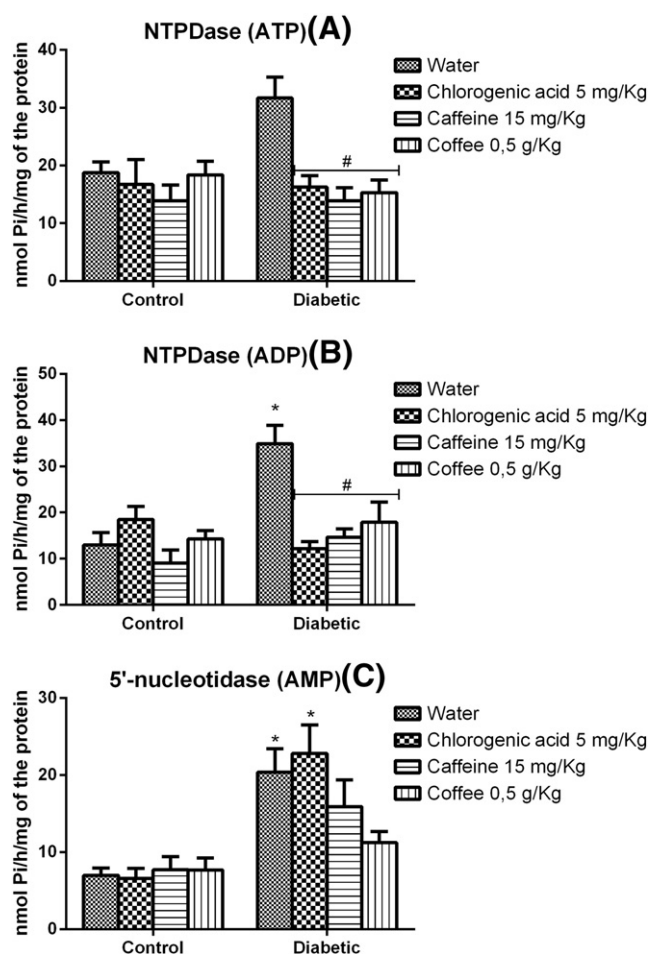 NTPDase (ATP)(A)
nmol Pi/h/mg of the protein
40
30
20
10
0
#
Control
Diabetic
Water
Chlorogenic acid 5 mg/Kg
Caffeine 15 mg/Kg
Coffee 0,5 g/Kg
NTPDase (ADP)(B)
nmol Pi/h/mg of the protein
50
40
30
20
10
0
*
#
Control
Diabetic
Water
Chlorogenic acid 5 mg/Kg
Caffeine 15 mg/Kg
Coffee 0,5 g/Kg
5'-nucleotidase (AMP)(C)
nmol Pi/h/mg of the protein
30
20
10
0
*
*
Control
Diabetic
Water
Chlorogenic acid 5 mg/Kg
Caffeine 15 mg/Kg
Coffee 0,5 g/Kg